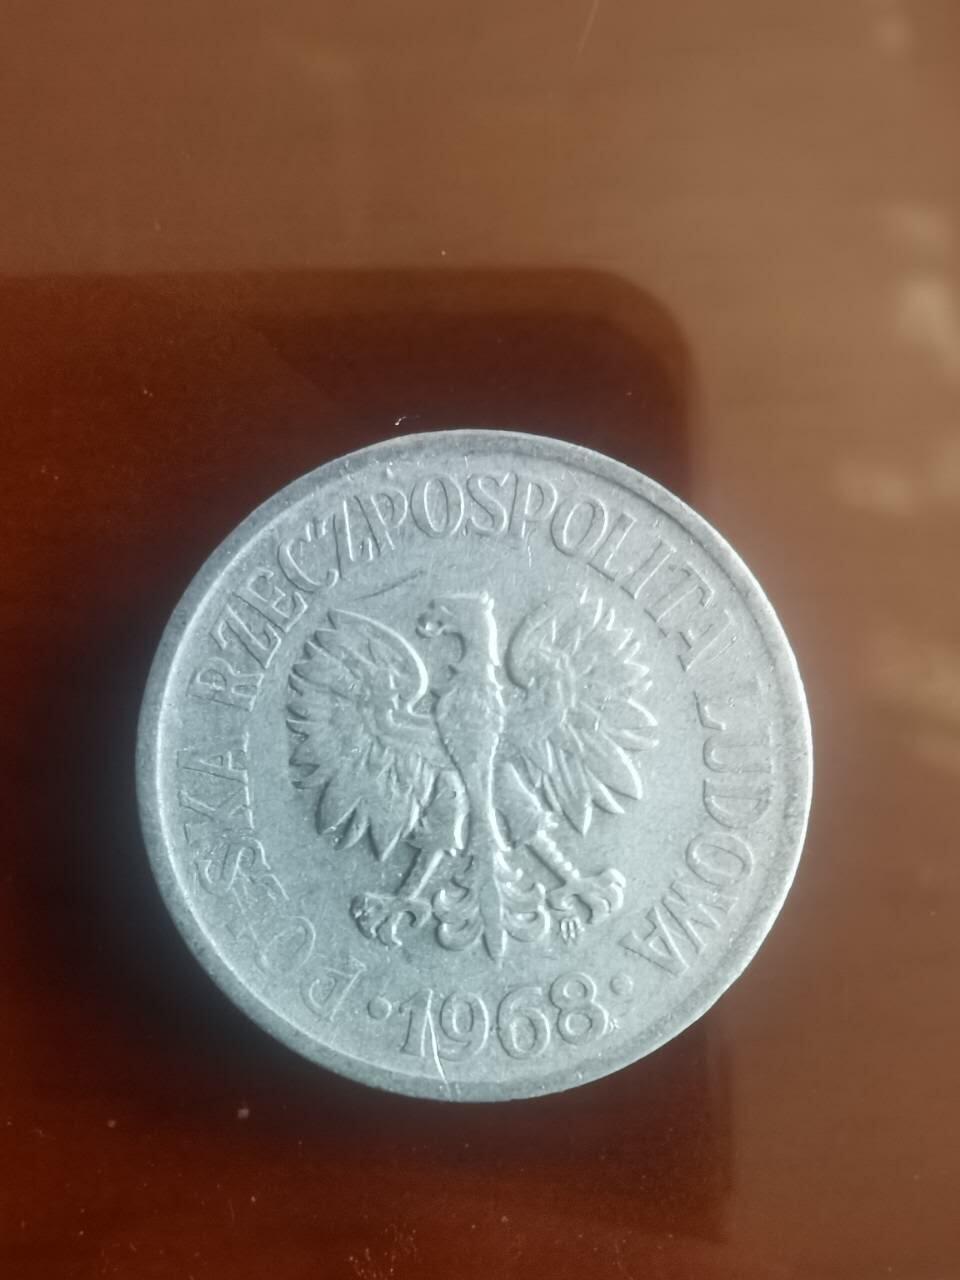 POLSKA RZECZPOSPOLITA LUDOWA
· 1968 ·